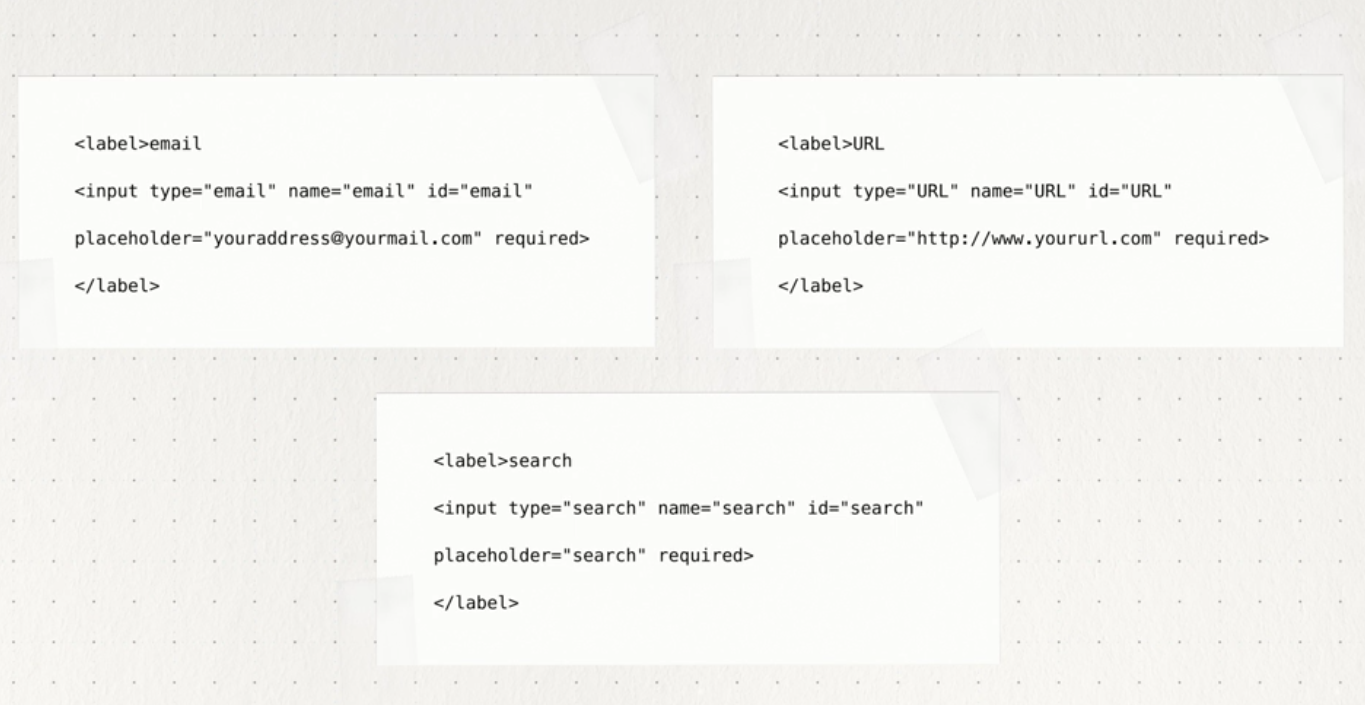 <label>email
<input type="email" name="email" id="email"
placeholder="youraddress@yourmail.com" required>
</label>
<label>URL
<input type="URL" name="URL" id="URL"
placeholder="http://www.yoururl.com" required>
</label>
<label>search
<input type="search" name="search" id="search"
placeholder="search" required>
</label>